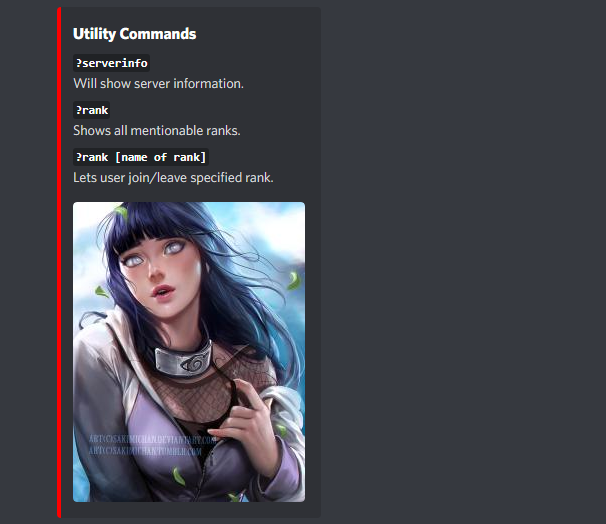 Utility Commands
?serverinfo
Will show server information.
?rank
Shows all mentionable ranks.
?rank [name of rank]
Lets user join/leave specified rank.
ART(C)SAKIMICHAN.DEVIANTART.COM
ART(C)SAKIMICHAN.TUMBLR.COM